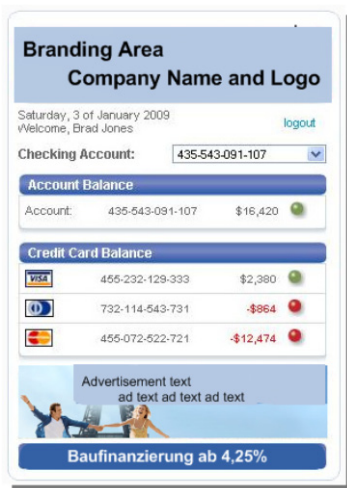 Branding Area
Company Name and Logo
Saturday, 3 of January 2009
Welcome, Brad Jones
logout
Checking Account: 435-543-091-107
Account Balance
Account: 435-543-091-107 $16,420
Credit Card Balance
VISA 455-232-129-333 $2,380
732-114-543-731 -$864
455-072-522-721 -$12,474
Advertisement text
ad text ad text ad text
Baufinanzierung ab 4,25%